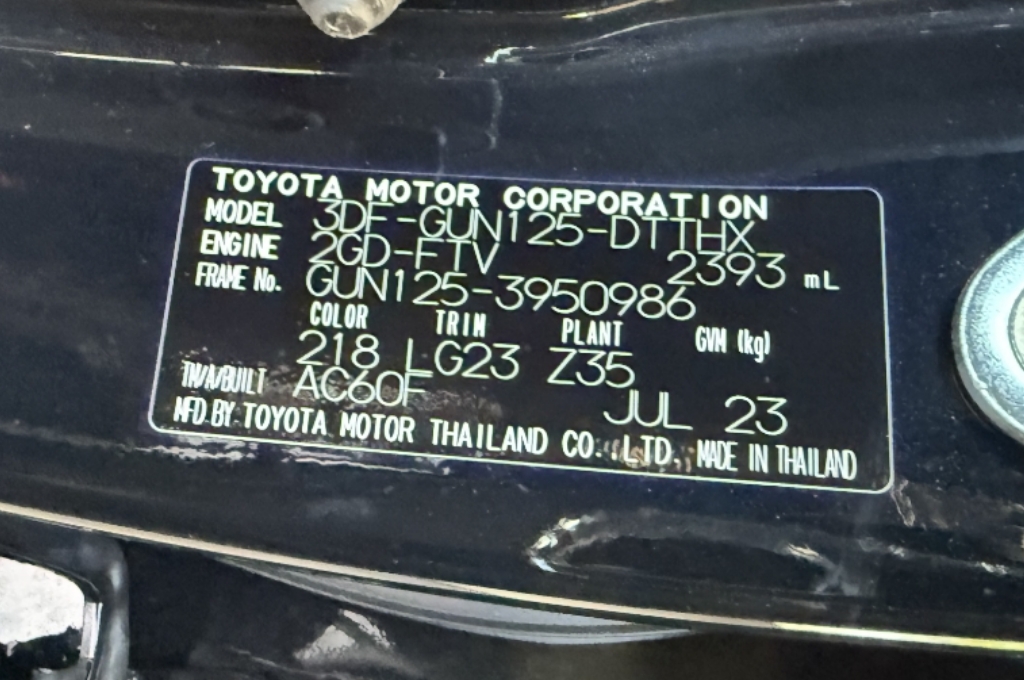 TOYOTA MOTOR CORPORATION
MODEL 3DF-GUN125-DTTHX
ENGINE 2GD-FTV 2393 mL
FRAME No. GUN125-3950986
COLOR TRIM PLANT GVM (kg)
218 LG23 Z35
TM/A/BUILT AC60F JUL 23
MFD.BY TOYOTA MOTOR THAILAND CO.,LTD. MADE IN THAILAND